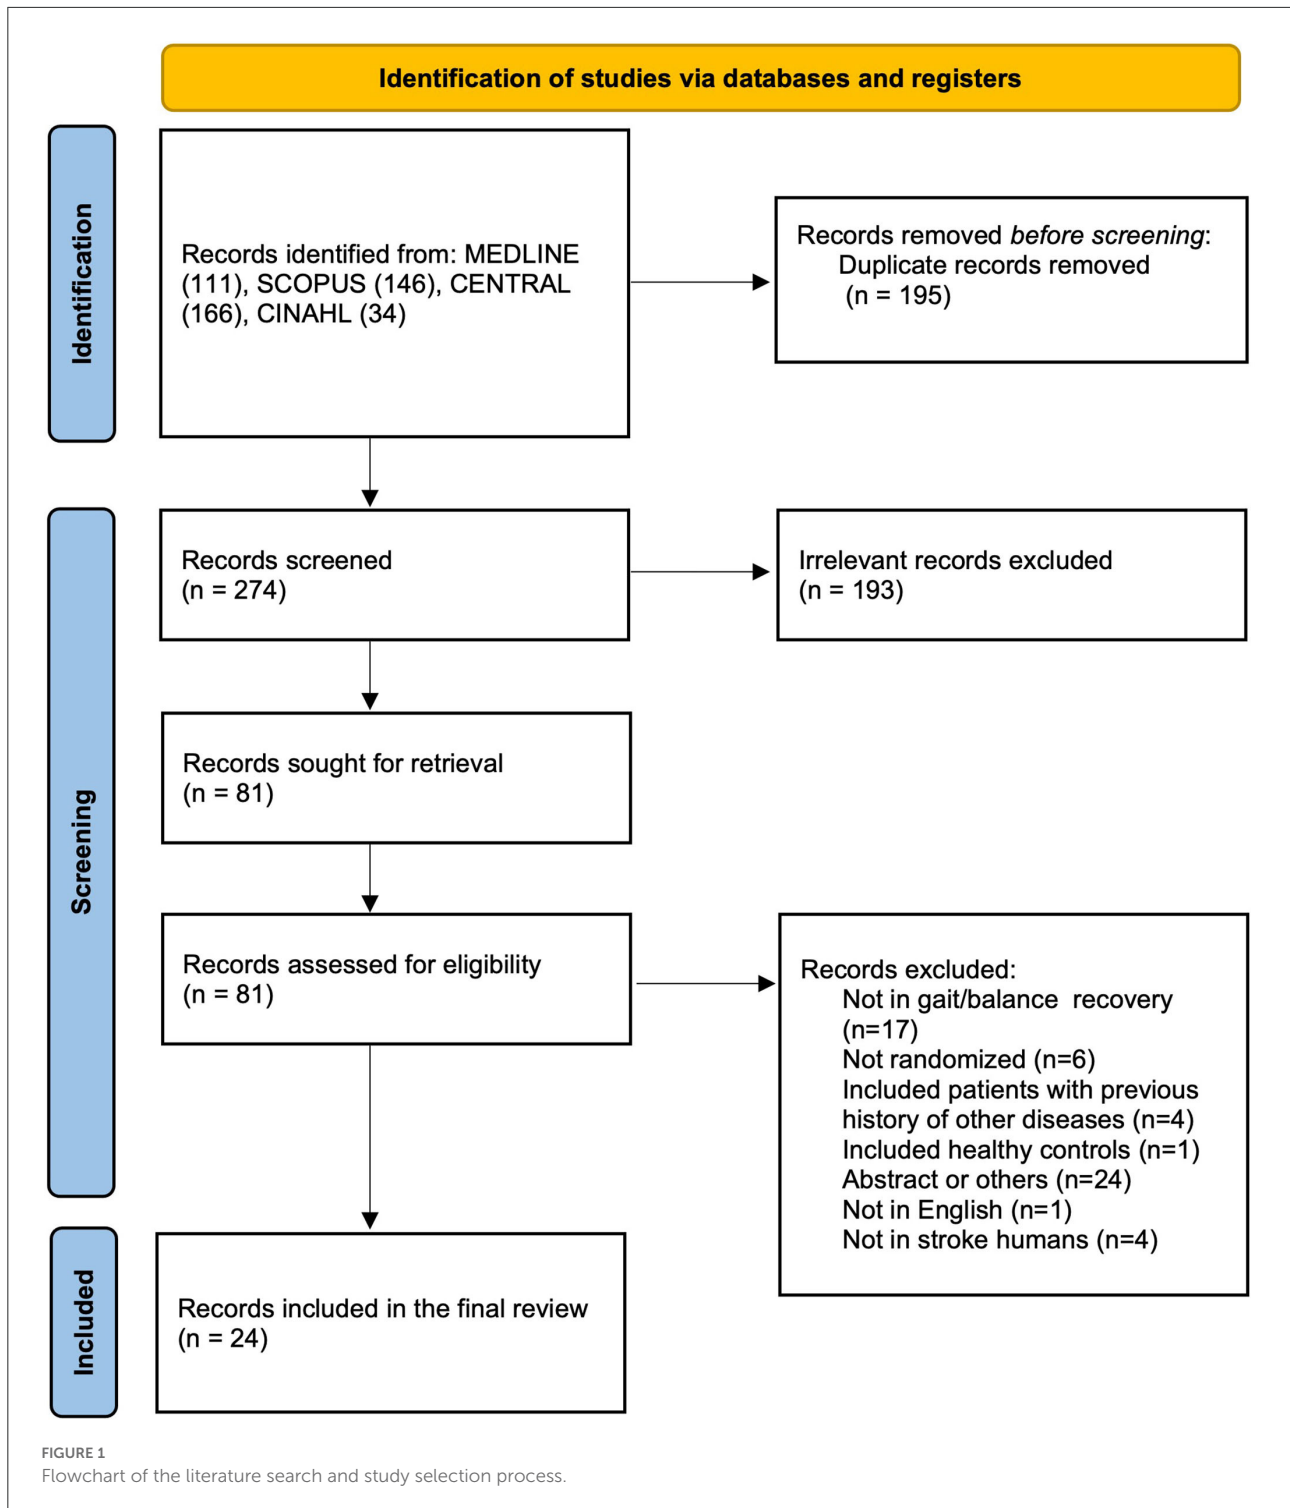 Identification of studies via databases and registers
Identification
Records identified from: MEDLINE
(111), SCOPUS (146), CENTRAL
(166), CINAHL (34)
Records removed before screening:
Duplicate records removed
(n = 195)
Screening
Records screened
(n = 274)
Irrelevant records excluded
(n = 193)
Records sought for retrieval
(n = 81)
Records assessed for eligibility
(n = 81)
Records excluded:
Not in gait/balance recovery
(n=17)
Not randomized (n=6)
Included patients with previous
history of other diseases (n=4)
Included healthy controls (n=1)
Abstract or others (n=24)
Not in English (n=1)
Not in stroke humans (n=4)
Included
Records included in the final review
(n = 24)
FIGURE 1
Flowchart of the literature search and study selection process.